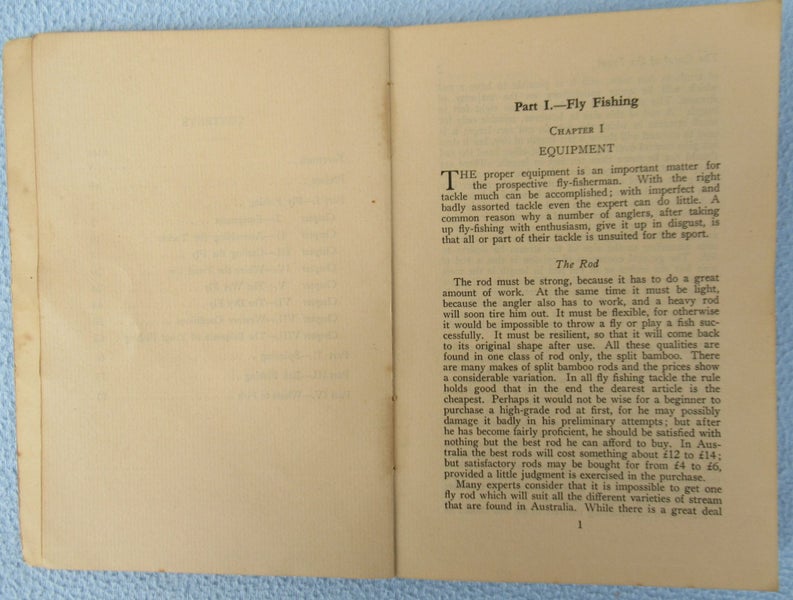 Part I.—Fly Fishing
CHAPTER I
EQUIPMENT
THE proper equipment is an important matter for
the prospective fly-fisherman. With the right
tackle much can be accomplished; with imperfect and
badly assorted tackle even the expert can do little. A
common reason why a number of anglers, after taking
up fly-fishing with enthusiasm, give it up in disgust, is
that all or part of their tackle is unsuited for the sport.
The Rod
The rod must be strong, because it has to do a great
amount of work. At the same time it must be light,
because the angler also has to work, and a heavy rod
will soon tire him out. It must be flexible, for otherwise
it would be impossible to throw a fly or play a fish suc-
cessfully. It must be resilient, so that it will come back
to its original shape after use. All these qualities are
found in one class of rod only, the split bamboo. There
are many makes of split bamboo rods and the prices show
a considerable variation. In all fly fishing tackle the rule
holds good that in the end the dearest article is the
cheapest. Perhaps it would not be wise for a beginner to
purchase a high-grade rod at first, for he may possibly
damage it badly in his preliminary attempts; but after
he has become fairly proficient, he should be satisfied with
nothing but the best rod he can afford to buy. In Aus-
tralia the best rods will cost something about £12 to £14;
but satisfactory rods may be bought for from £4 to £6,
provided a little judgment is exercised in the purchase.
Many experts consider that it is impossible to get one
fly rod which will suit all the different varieties of stream
that are found in Australia. While there is a great deal
1